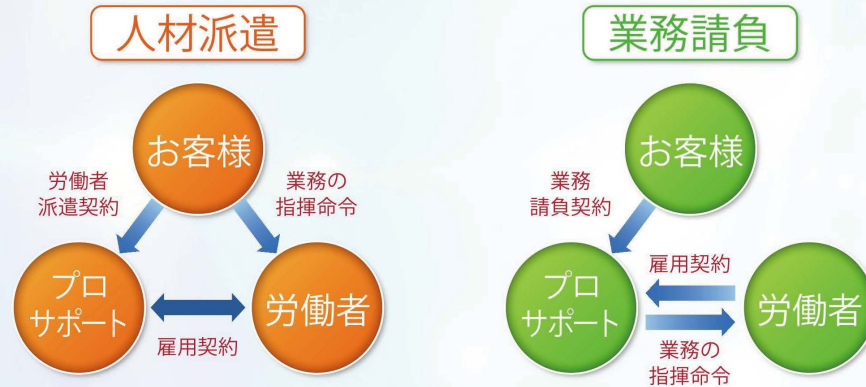 人材派遣
お客様
労働者
派遣契約
業務の
指揮命令
プロ
サポート
雇用契約
労働者
業務請負
お客様
業務
請負契約
プロ
サポート
雇用契約
業務の
指揮命令
労働者